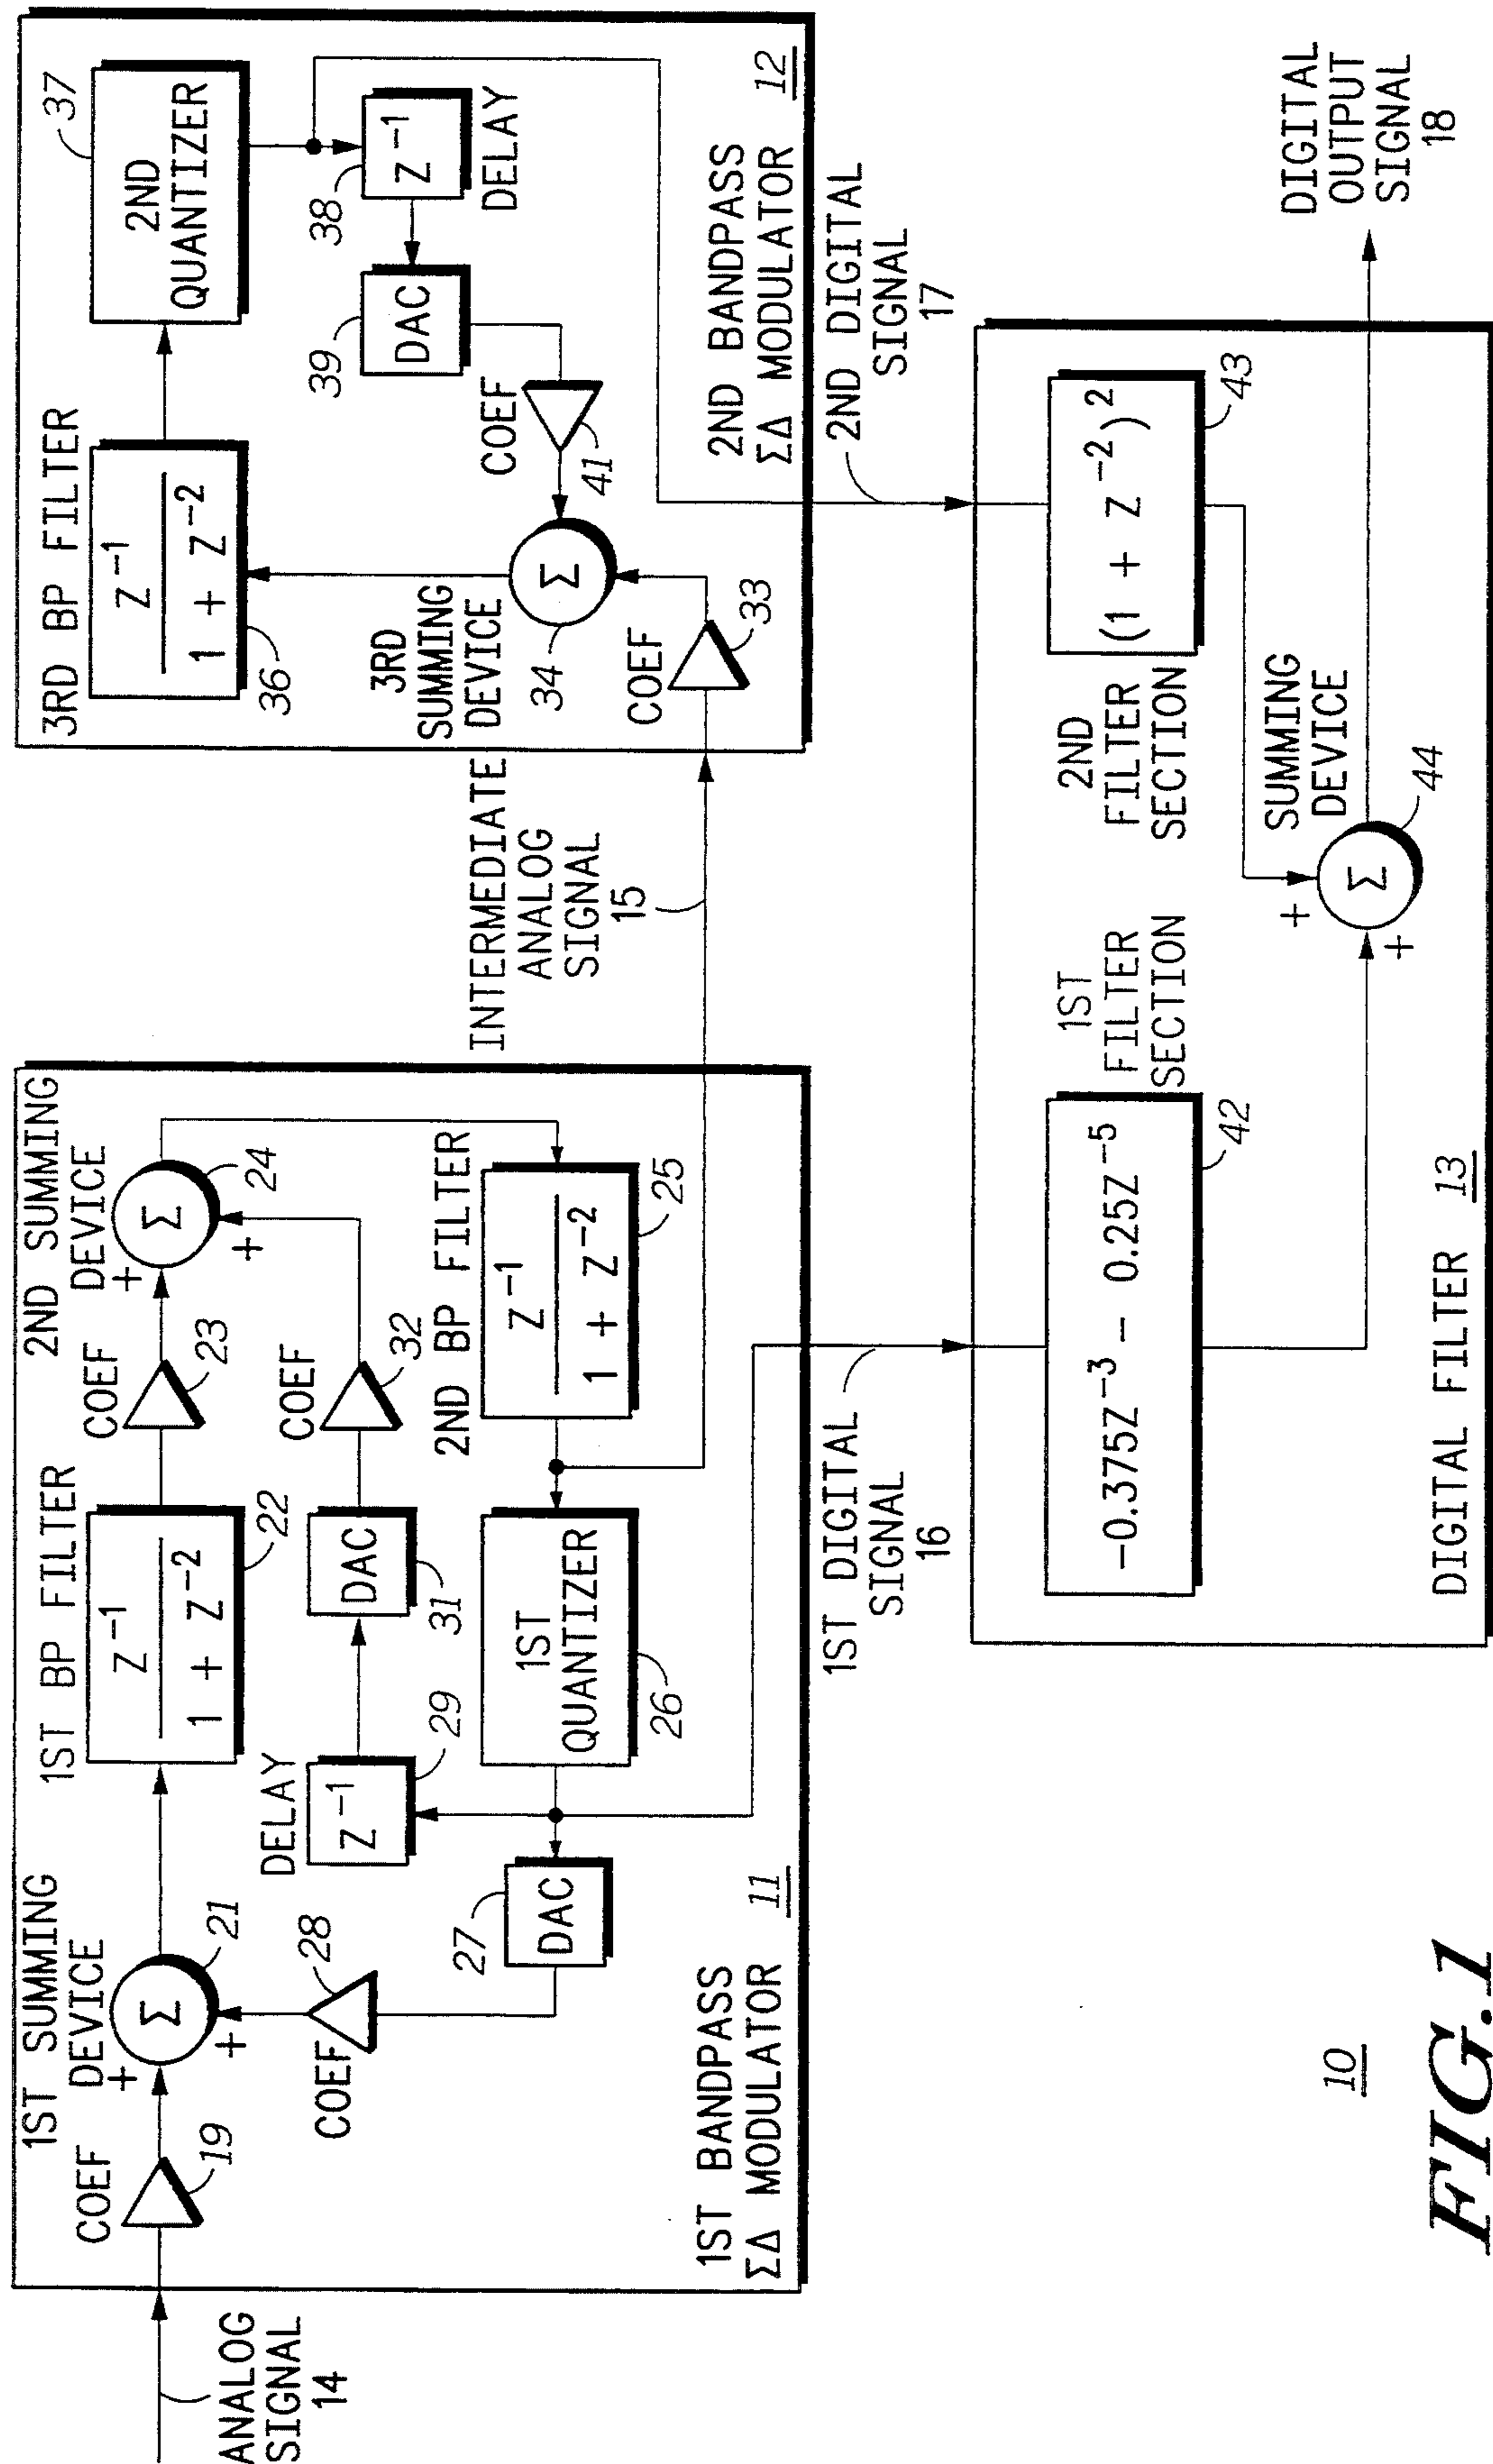 ANALOG
SIGNAL
14
COEF
19
1ST SUMMING
DEVICE
+
+
Σ
21
COEF
28
1ST BP FILTER
Z⁻¹
1 + Z⁻²
22
COEF
23
2ND SUMMING
DEVICE
+
+
Σ
24
DELAY
Z⁻¹
29
DAC
31
COEF
32
2ND BP FILTER
Z⁻¹
1 + Z⁻²
25
1ST
QUANTIZER
26
DAC
27
1ST BANDPASS
ΣΔ MODULATOR
11
INTERMEDIATE
ANALOG
SIGNAL
15
3RD BP FILTER
Z⁻¹
1 + Z⁻²
36
2ND
QUANTIZER
37
Z⁻¹
38
DELAY
DAC
39
COEF
41
3RD
SUMMING
DEVICE
34
Σ
COEF
33
2ND BANDPASS
ΣΔ MODULATOR
12
1ST DIGITAL
SIGNAL
16
2ND DIGITAL
SIGNAL
17
-0.375Z⁻³ - 0.25Z⁻⁵
42
1ST
FILTER
SECTION
(1 + Z⁻²)²
43
2ND
FILTER
SECTION
SUMMING
DEVICE
+
+
Σ
44
DIGITAL FILTER
13
DIGITAL
OUTPUT
SIGNAL
18
10
FIG.1